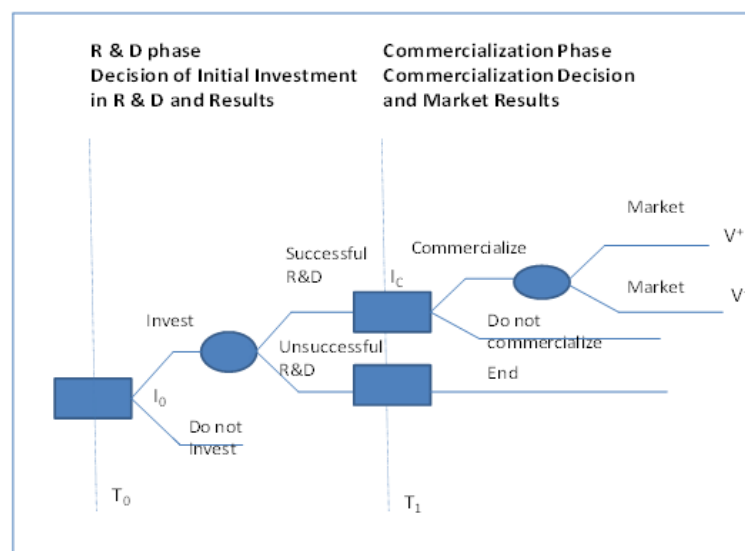 R & D phase
Decision of Initial Investment
in R & D and Results
Commercialization Phase
Commercialization Decision
and Market Results
Market
V⁺
Successful
R&D
Commercialize
I_C
Market
V
Invest
Unsuccessful
R&D
Do not
commercialize
End
I₀
Do not
Invest
T₀
T₁